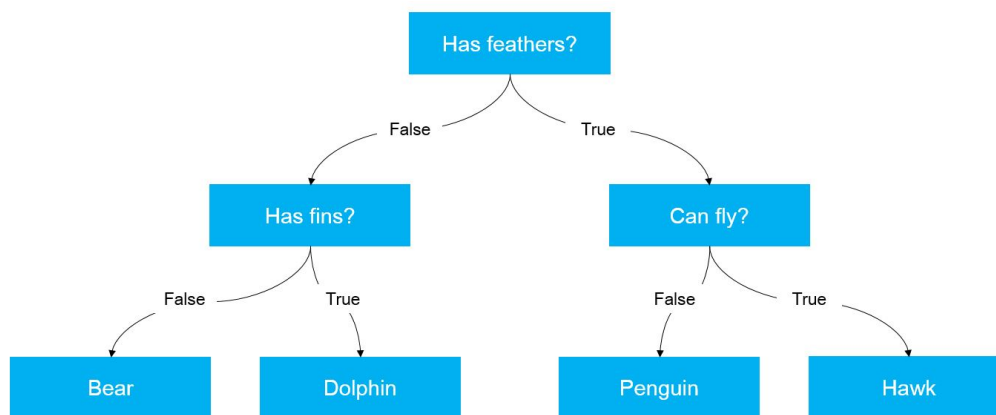 Has feathers?
False
True
Has fins?
Can fly?
False
True
False
True
Bear
Dolphin
Penguin
Hawk